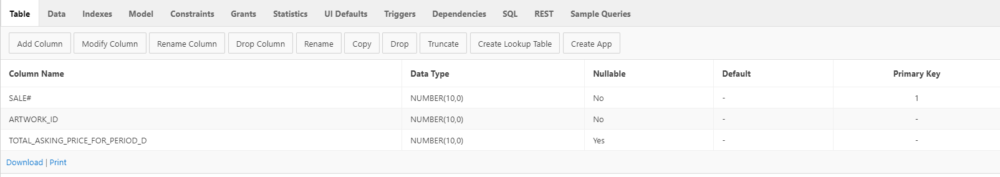 Table Data Indexes Model Constraints Grants Statistics UI Defaults Triggers Dependencies SQL REST Sample Queries
Add Column Modify Column Rename Column Drop Column Rename Copy Drop Truncate Create Lookup Table Create App
Column Name Data Type Nullable Default Primary Key
SALE# NUMBER(10,0) No - 1
ARTWORK_ID NUMBER(10,0) No - -
TOTAL_ASKING_PRICE_FOR_PERIOD_D NUMBER(10,0) Yes - -
Download | Print